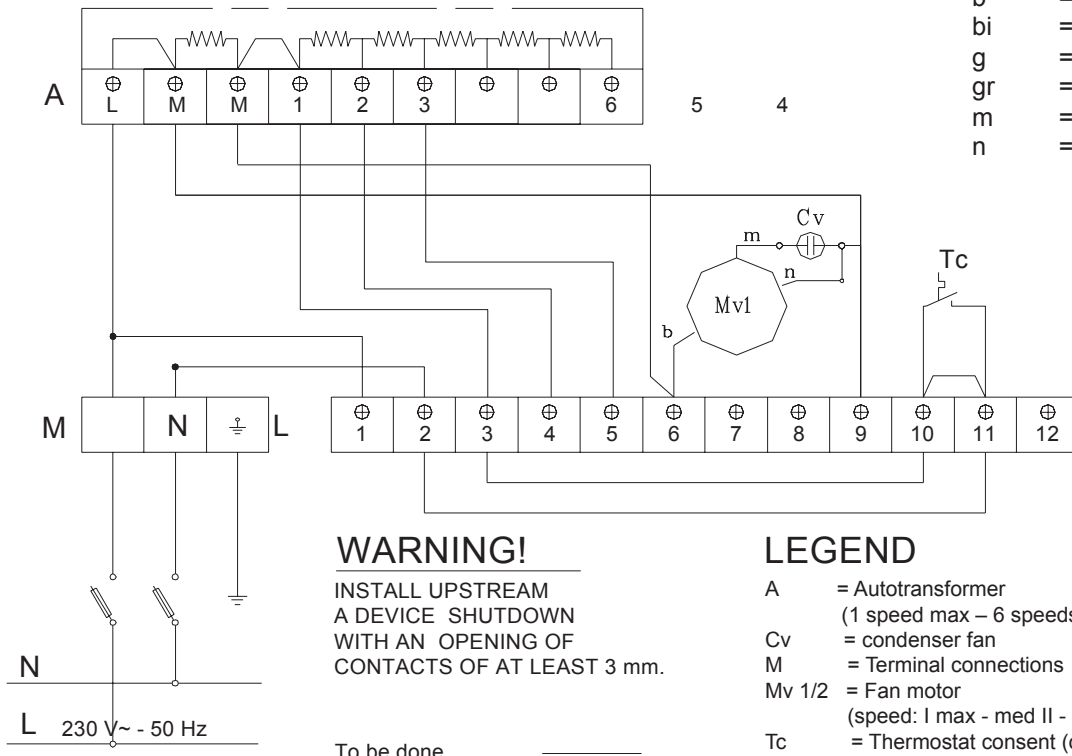 b =
bi =
g =
gr =
m =
n =
A
L M M 1 2 3 6
5 4
Cv
m
n
Mv1
b
Tc
M
N
L
1 2 3 4 5 6 7 8 9 10 11 12
WARNING!
INSTALL UPSTREAM
A DEVICE SHUTDOWN
WITH AN OPENING OF
CONTACTS OF AT LEAST 3 mm.
To be done
LEGEND
A = Autotransformer
(1 speed max – 6 speeds
Cv = condenser fan
M = Terminal connections
Mv 1/2 = Fan motor
(speed: I max - med II -
Tc = Thermostat consent (
N
L 230 V~ - 50 Hz